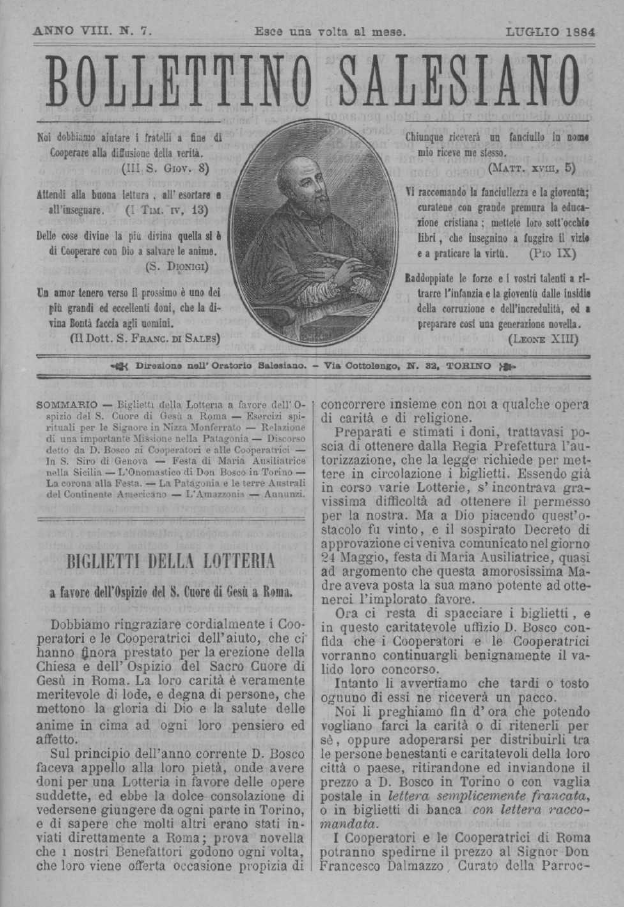 ANNO VIII. N. 7.
Esce una volta al mese.
LUGLIO 1884
BOLLETTINO SALESIANO
Noi dobbiamo aiutare i fratelli a fine di
Cooperare alla diffusione della verità.
(III S. GIOV. 8)
Attendi alla buona lettura, all'esortare e
all'insegnare. (I TIM. IV, 13)
Delle cose divine la più divina quella si è
di Cooperare con Dio a salvare le anime.
(S. DIONIGI)
Un amor tenero verso il prossimo è uno dei
più grandi ed eccellenti doni, che la di-
vina Bontà faccia agli uomini.
(Il Dott. S. FRANC. DI SALES)
Chiunque riceverà un fanciullo in nome
mio riceve me stesso.
(MATT. XVIII, 5)
Vi raccomando la fanciullezza e la gioventù;
curatene con grande premura la educa-
zione cristiana; mettete loro sott'occhio
libri, che insegnino a fuggire il vizio
e a praticare la virtù. (PIO IX)
Raddoppiate le forze e i vostri talenti a ri-
trarre l'infanzia e la gioventù dalle insidie
della corruzione e dell'incredulità, ed a
preparare così una generazione novella.
(LEONE XIII)
Direzione nell' Oratorio Salesiano. – Via Cottolengo, N. 32, TORINO
SOMMARIO — Biglietti della Lotteria a favore dell' O-
spizio del S. Cuore di Gesù a Roma — Esercizi spi-
rituali per le Signore in Nizza Monferrato — Relazione
di una importante Missione nella Patagonia — Discorso
detto da D. Bosco ai Cooperatori e alle Cooperatrici —
In S. Siro di Genova — Festa di Maria Ausiliatrice
nella Sicilia — L'Onomastico di Don Bosco in Torino —
La corona alla Festa. — La Patagonia e le terre Australi
del Continente Americano — L'Amazzonia — Annunzi.
BIGLIETTI DELLA LOTTERIA
a favore dell'Ospizio del S. Cuore di Gesù a Roma.
Dobbiamo ringraziare cordialmente i Coo-
peratori e le Cooperatrici dell'aiuto, che ci
hanno finora prestato per la erezione della
Chiesa e dell' Ospizio del Sacro Cuore di
Gesù in Roma. La loro carità è veramente
meritevole di lode, e degna di persone, che
mettono la gloria di Dio e la salute delle
anime in cima ad ogni loro pensiero ed
affetto.
Sul principio dell'anno corrente D. Bosco
faceva appello alla loro pietà, onde avere
doni per una Lotteria in favore delle opere
suddette, ed ebbe la dolce consolazione di
vedersene giungere da ogni parte in Torino,
e di sapere che molti altri erano stati in-
viati direttamente a Roma; prova novella
che i nostri Benefattori godono ogni volta,
che loro viene offerta occasione propizia di
concorrere insieme con noi a qualche opera
di carità e di religione.
Preparati e stimati i doni, trattavasi po-
scia di ottenere dalla Regia Prefettura l'au-
torizzazione, che la legge richiede per met-
tere in circolazione i biglietti. Essendo già
in corso varie Lotterie, s'incontrava gra-
vissima difficoltà ad ottenere il permesso
per la nostra. Ma a Dio piacendo quest'o-
stacolo fu vinto, e il sospirato Decreto di
approvazione ci veniva comunicato nel giorno
24 Maggio, festa di Maria Ausiliatrice, quasi
ad argomento che questa amorosissima Ma-
dre aveva posta la sua mano potente ad otte-
nerci l'implorato favore.
Ora ci resta di spacciare i biglietti, e
in questo caritatevole uffizio D. Bosco con-
fida che i Cooperatori e le Cooperatrici
vorranno continuargli benignamente il va-
lido loro concorso.
Intanto li avvertiamo che tardi o tosto
ognuno di essi ne riceverà un pacco.
Noi li preghiamo fin d' ora che potendo
vogliano farci la carità o di ritenerli per
sè, oppure adoperarsi per distribuirli tra
le persone benestanti e caritatevoli della loro
città o paese, ritirandone ed inviandone il
prezzo a D. Bosco in Torino o con vaglia
postale in lettera semplicemente francata,
o in biglietti di banca con lettera racco-
mandata.
I Cooperatori e le Cooperatrici di Roma
potranno spedirne il prezzo al Signor Don
Francesco Dalmazzo, Curato della Parroc-